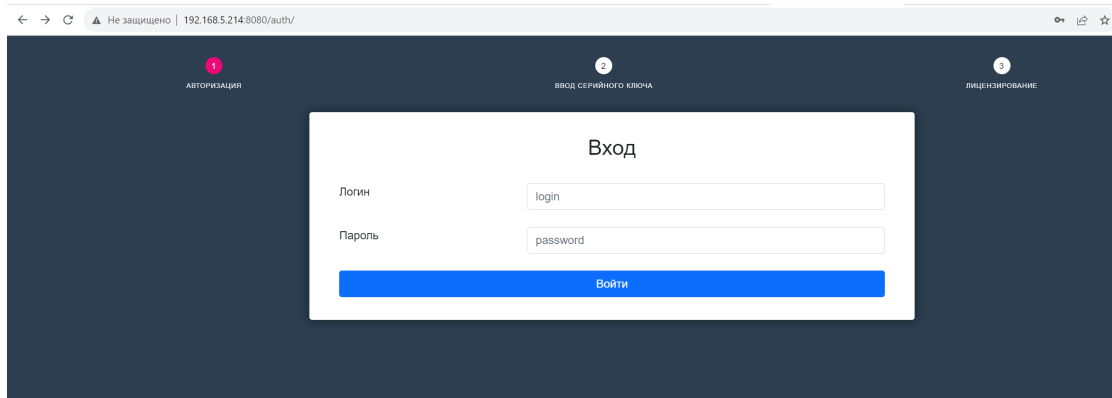 Не защищено | 192.168.5.214:8080/auth/
1 2 3
АВТОРИЗАЦИЯ ВВОД СЕРИЙНОГО КЛЮЧА ЛИЦЕНЗИРОВАНИЕ
Вход
Логин login
Пароль password
Войти